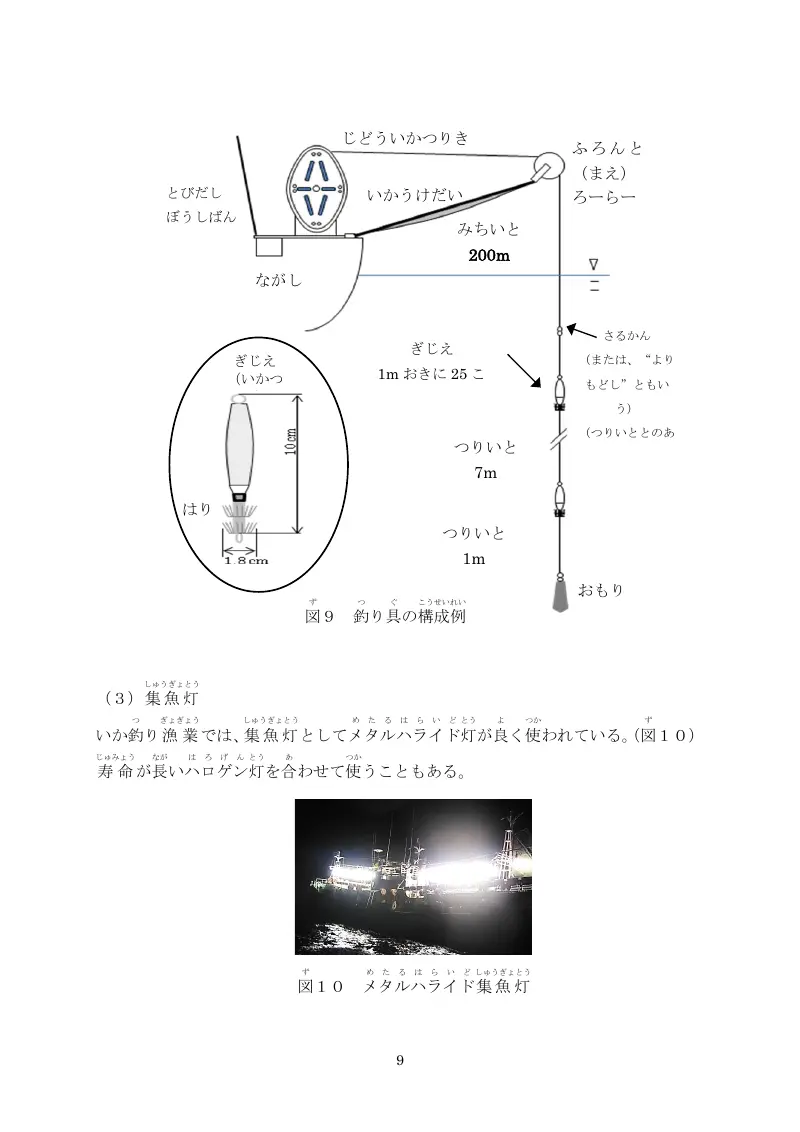 じどういかつりき
ふろんと
（まえ）
ろーらー
とびだし
ぼうしばん
いかうけだい
みちいと
200m
ながし
▽
さるかん
（または、“より
もどし”ともい
う）
（つりいととのあ
ぎじえ
1m おきに 25 こ
ぎじえ
（いかつ
10cm
はり
1.8cm
つりいと
7m
つりいと
1m
おもり
ず つ ぐ こうせいれい
図９　釣り具の構成例
しゅうぎょとう
（３）集魚灯
つ ぎょぎょう しゅうぎょとう めたるはらいどとう よ つか ず
いか釣り漁業では、集魚灯としてメタルハライド灯が良く使われている。（図１０）
じゅみょう なが はろげんとう あ つか
寿命が長いハロゲン灯を合わせて使うこともある。
ず めたるはらいどしゅうぎょとう
図１０　メタルハライド集魚灯
9